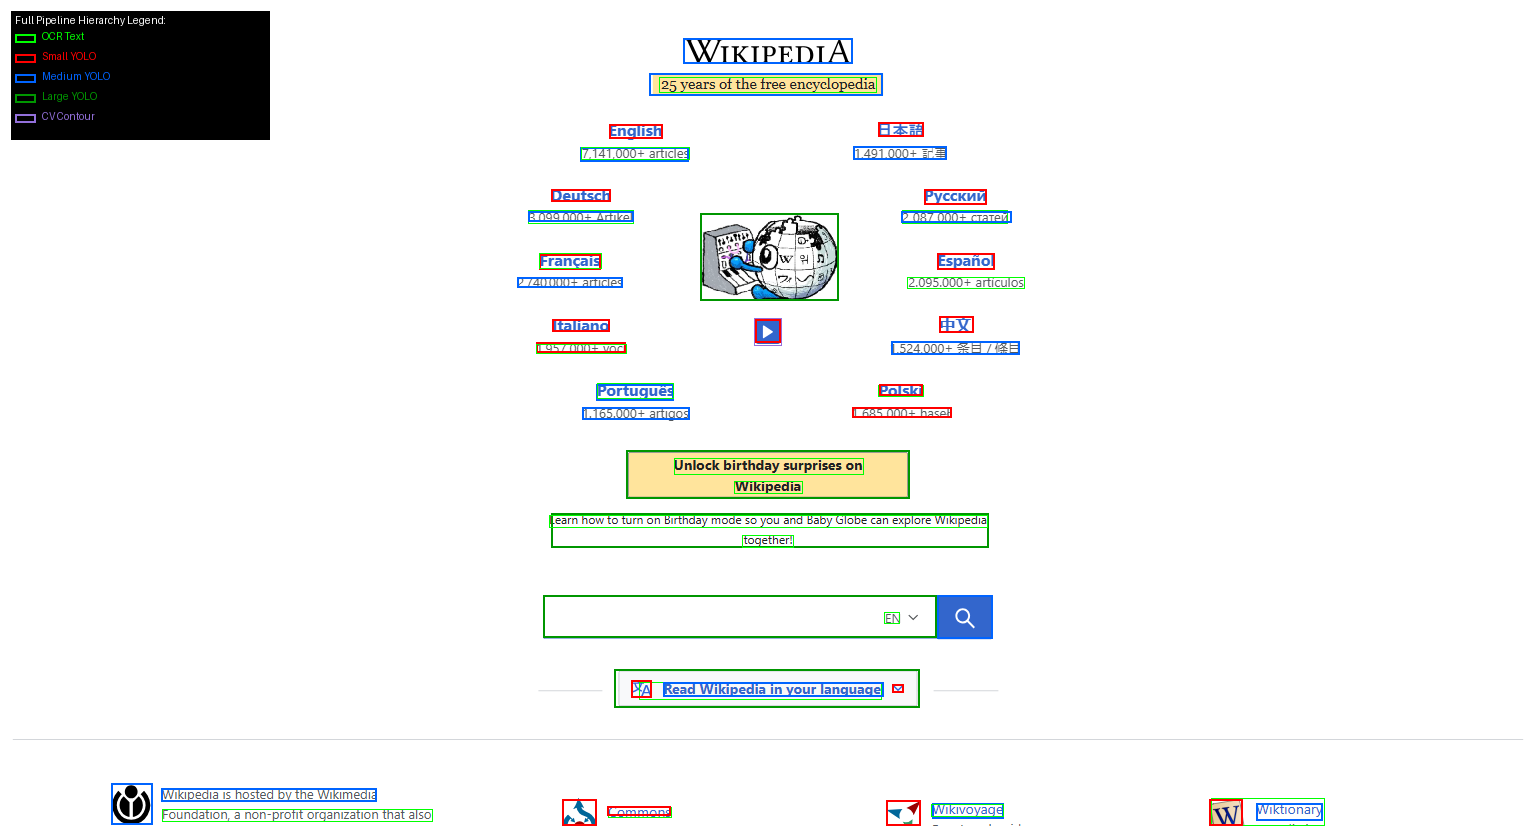 Full Pipeline Hierarchy Legend:
OCR Text
Small YOLO
Medium YOLO
Large YOLO
CV Contour
WIKIPEDIA
25 years of the free encyclopedia
English
7,141,000+ articles
日本語
1,491,000+ 記事
Deutsch
3.099.000+ Artikel
Русский
2 087 000+ статей
Français
2 740 000+ articles
Español
2.095.000+ artículos
Italiano
1.957.000+ voci
中文
1,524,000+ 条目 / 條目
Português
1.165.000+ artigos
Polski
1 685 000+ haseł
Unlock birthday surprises on
Wikipedia
Learn how to turn on Birthday mode so you and Baby Globe can explore Wikipedia
together!
EN
Read Wikipedia in your language
Wikipedia is hosted by the Wikimedia
Foundation, a non-profit organization that also
Commons
Wikivoyage
Wiktionary